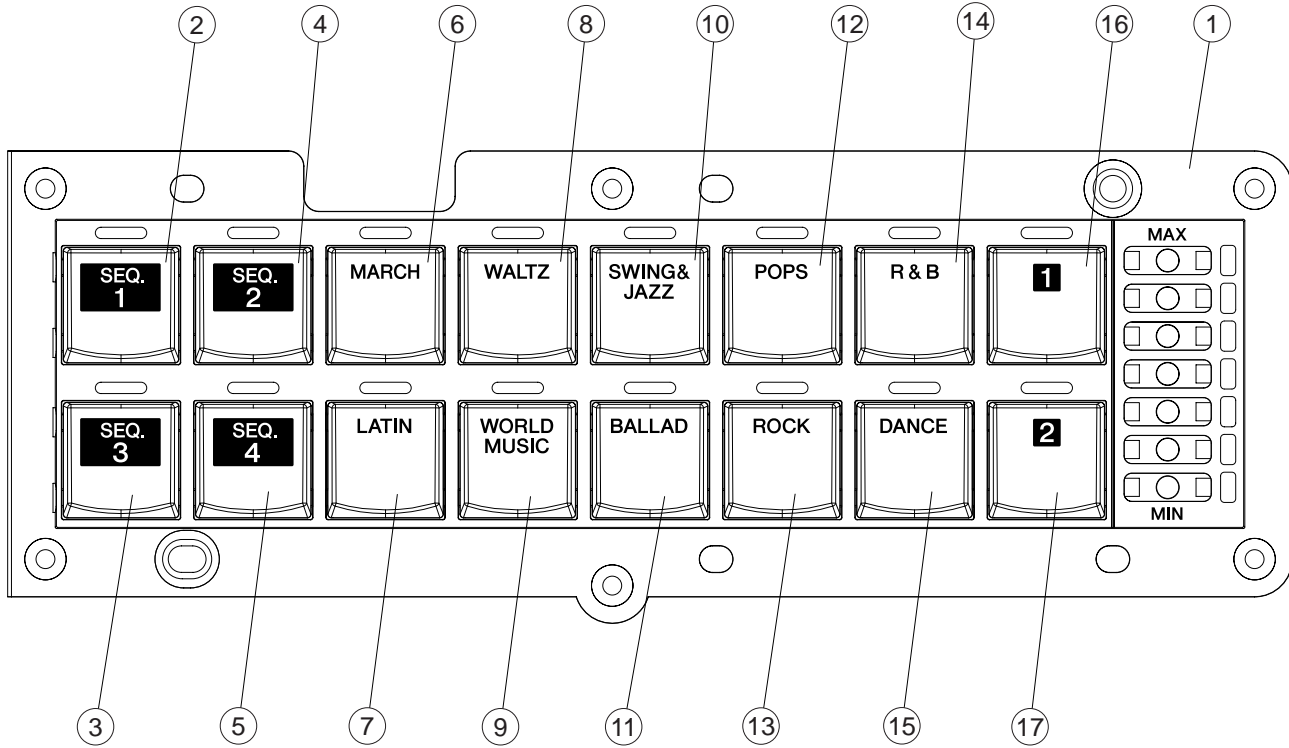 2 4 6 8 10 12 14 16 1
MAX
SEQ. 1
SEQ. 2
MARCH
WALTZ
SWING&
JAZZ
POPS
R & B
1
SEQ. 3
SEQ. 4
LATIN
WORLD
MUSIC
BALLAD
ROCK
DANCE
2
MIN
3 5 7 9 11 13 15 17